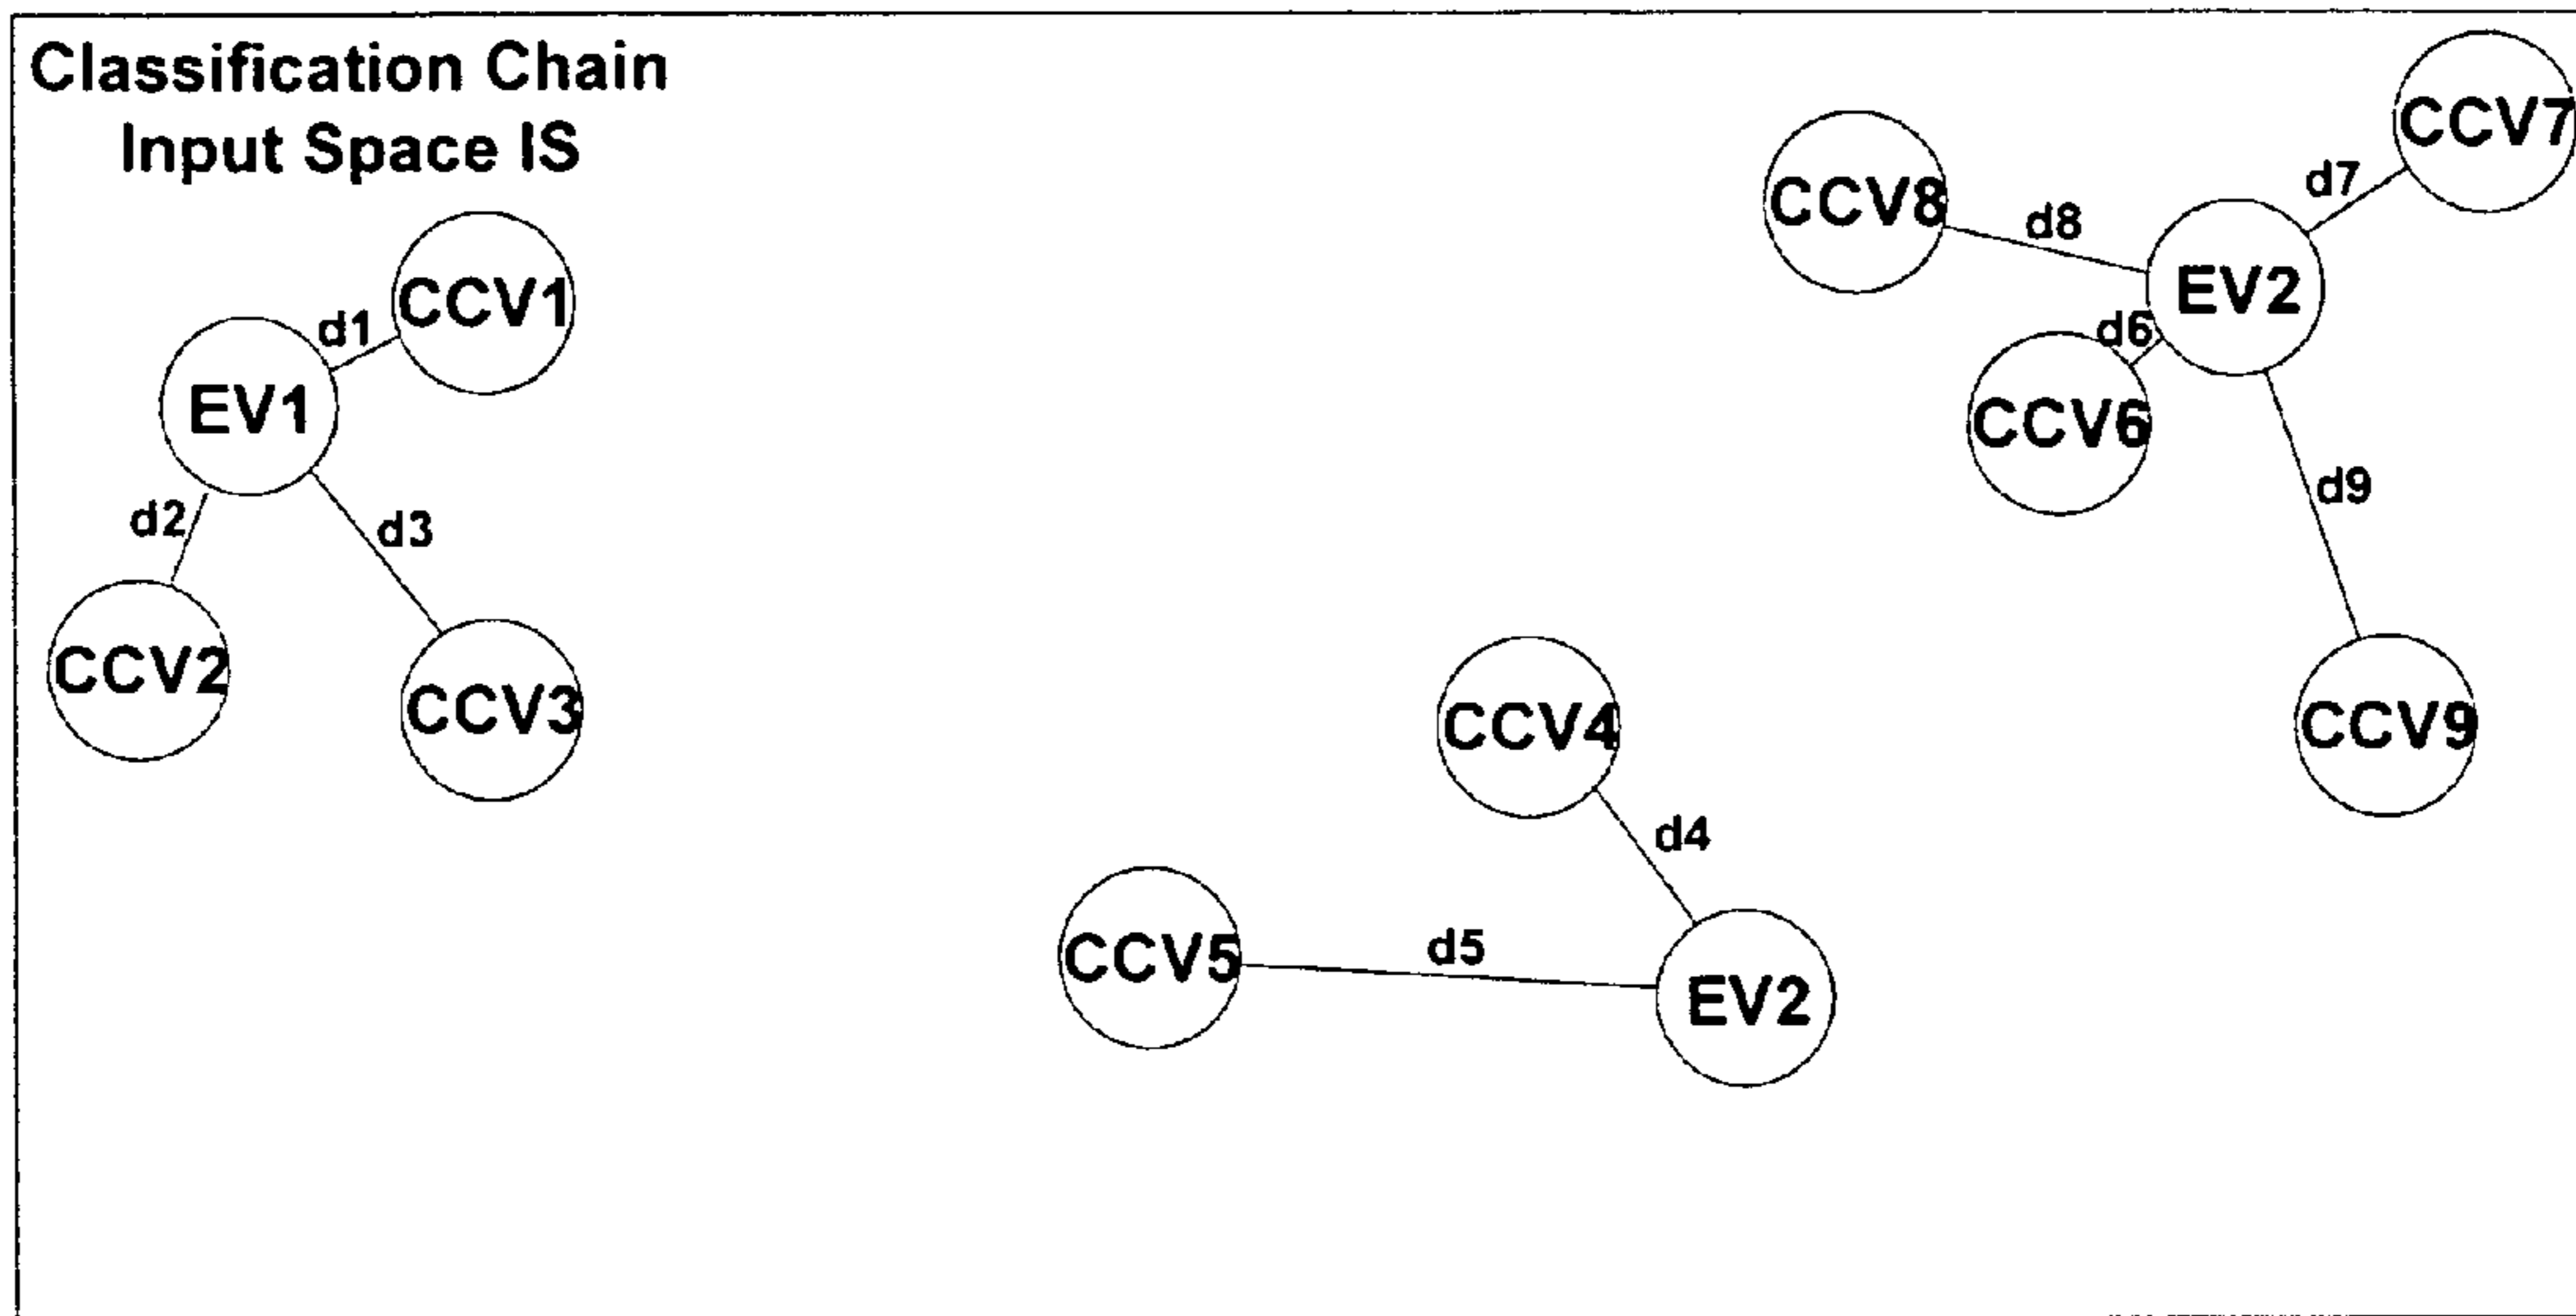 Classification Chain
Input Space IS
CCV1
d1
EV1
d2
d3
CCV2
CCV3
CCV7
CCV8
d7
d8
EV2
d6
CCV6
d9
CCV9
CCV4
d4
CCV5
d5
EV2